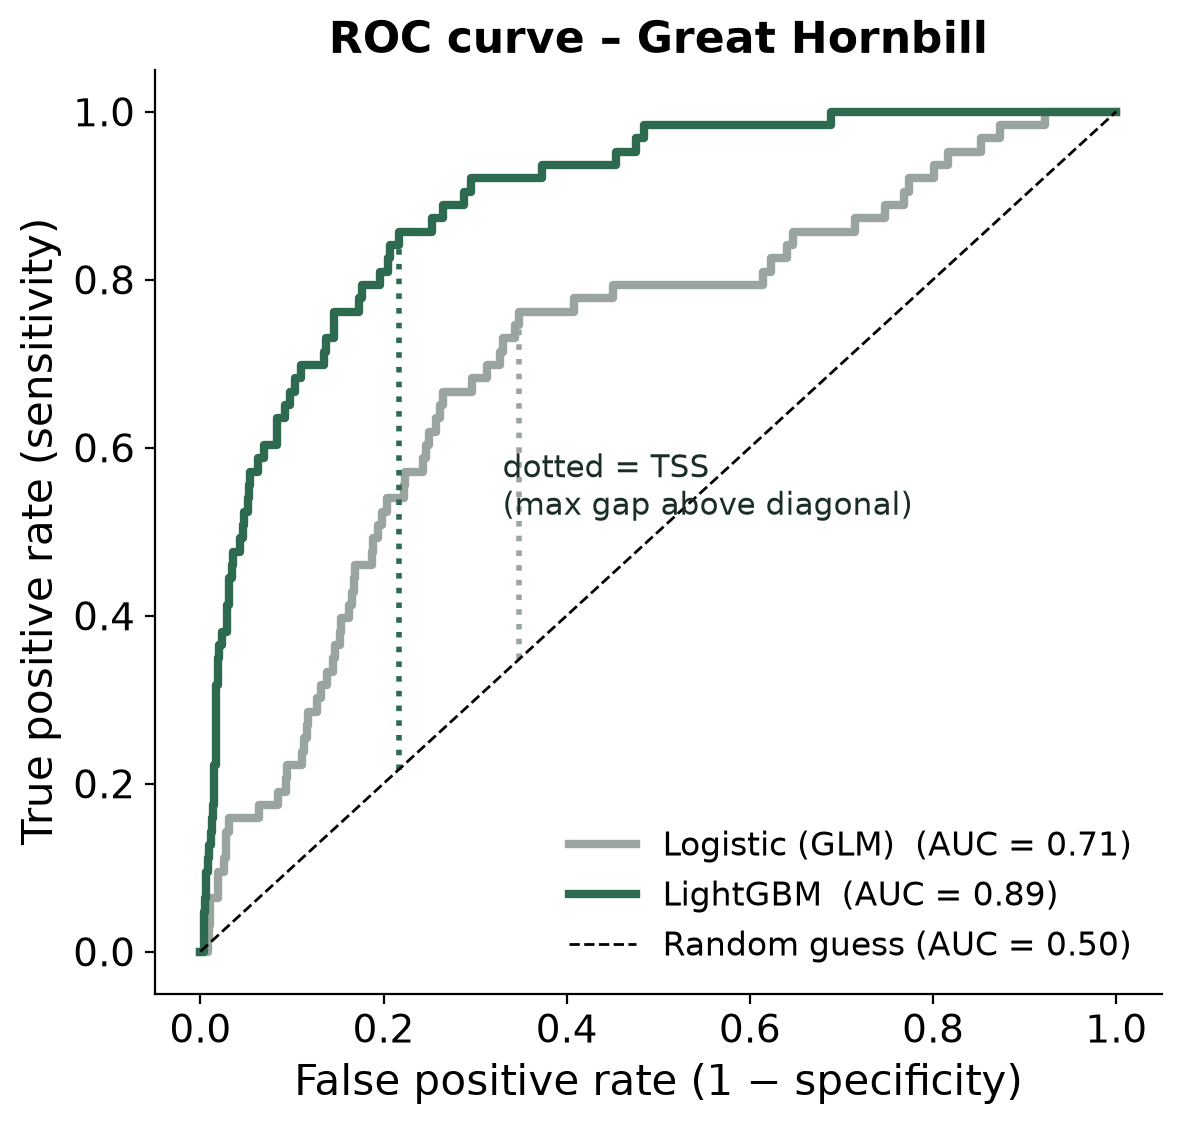 ROC curve – Great Hornbill
True positive rate (sensitivity)
1.0
0.8
0.6
0.4
0.2
0.0
dotted = TSS
(max gap above diagonal)
Logistic (GLM)  (AUC = 0.71)
LightGBM  (AUC = 0.89)
Random guess (AUC = 0.50)
0.0 0.2 0.4 0.6 0.8 1.0
False positive rate (1 − specificity)